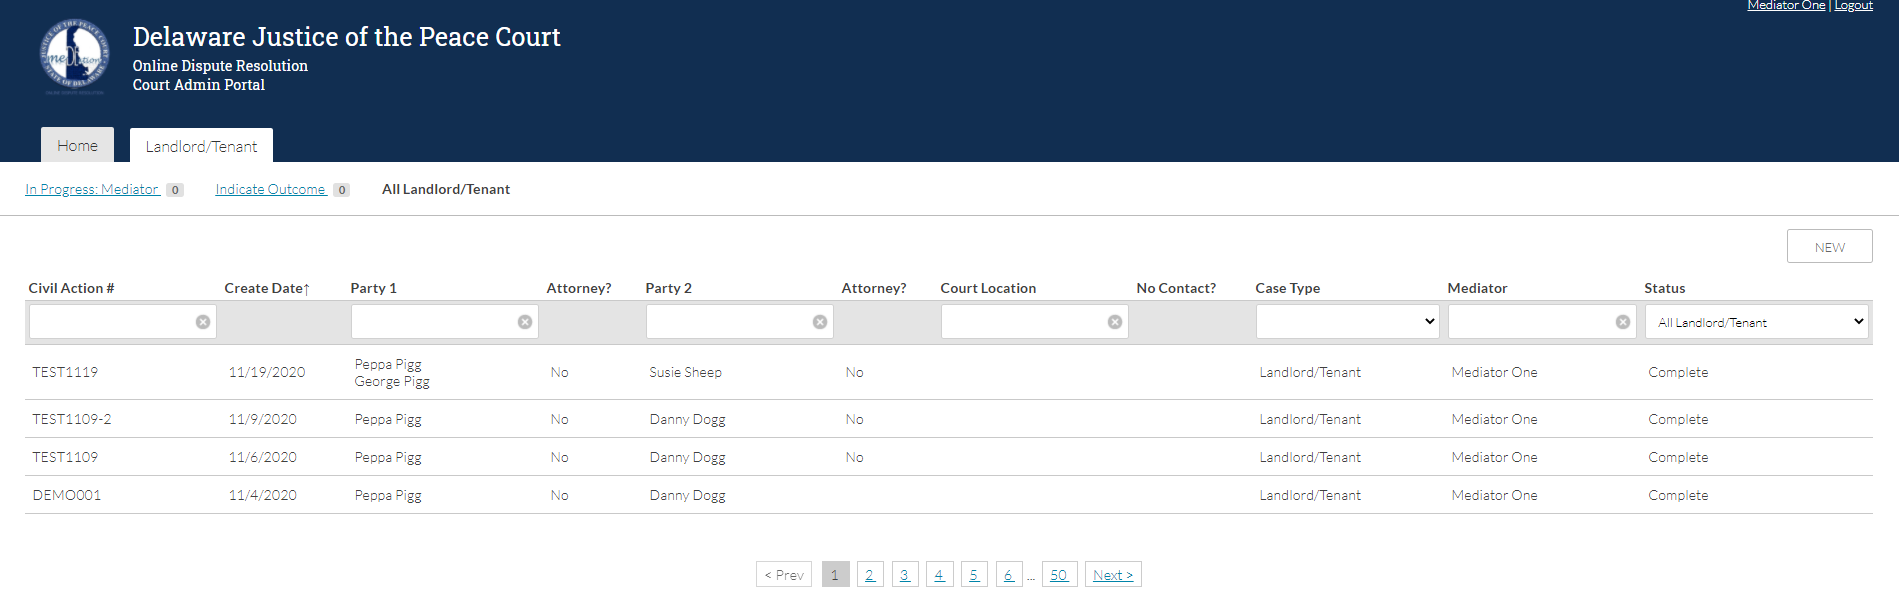 Mediator One | Logout
Delaware Justice of the Peace Court
Online Dispute Resolution
Court Admin Portal
Home Landlord/Tenant
In Progress: Mediator 0 Indicate Outcome 0 All Landlord/Tenant
NEW
Civil Action # Create Date↑ Party 1 Attorney? Party 2 Attorney? Court Location No Contact? Case Type Mediator Status
All Landlord/Tenant
TEST1119 11/19/2020 Peppa Pigg George Pigg No Susie Sheep No Landlord/Tenant Mediator One Complete
TEST1109-2 11/9/2020 Peppa Pigg No Danny Dogg No Landlord/Tenant Mediator One Complete
TEST1109 11/6/2020 Peppa Pigg No Danny Dogg No Landlord/Tenant Mediator One Complete
DEMO001 11/4/2020 Peppa Pigg No Danny Dogg Landlord/Tenant Mediator One Complete
< Prev 1 2 3 4 5 6 ... 50 Next >